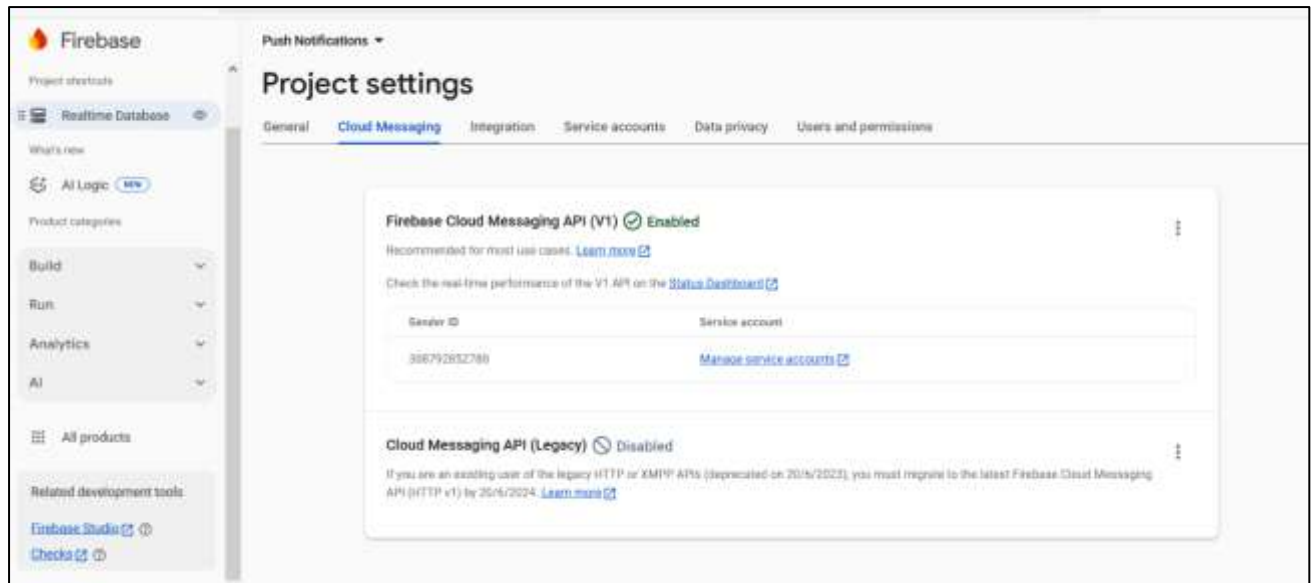 Firebase
Project shortcuts
Realtime Database
What's new
AI Logic NEW
Product categories
Build
Run
Analytics
AI
All products
Related development tools
Firebase Studio
Checks
Push Notifications
Project settings
General Cloud Messaging Integration Service accounts Data privacy Users and permissions
Firebase Cloud Messaging API (V1) Enabled
Recommended for most use cases. Learn more
Check the real-time performance of the V1 API on the Status Dashboard
Sender ID Service account
Manage service accounts
Cloud Messaging API (Legacy) Disabled
If you are an existing user of the legacy HTTP or XMPP APIs (deprecated on 20/6/2023), you must migrate to the latest Firebase Cloud Messaging
API (HTTP v1) by 20/6/2024. Learn more